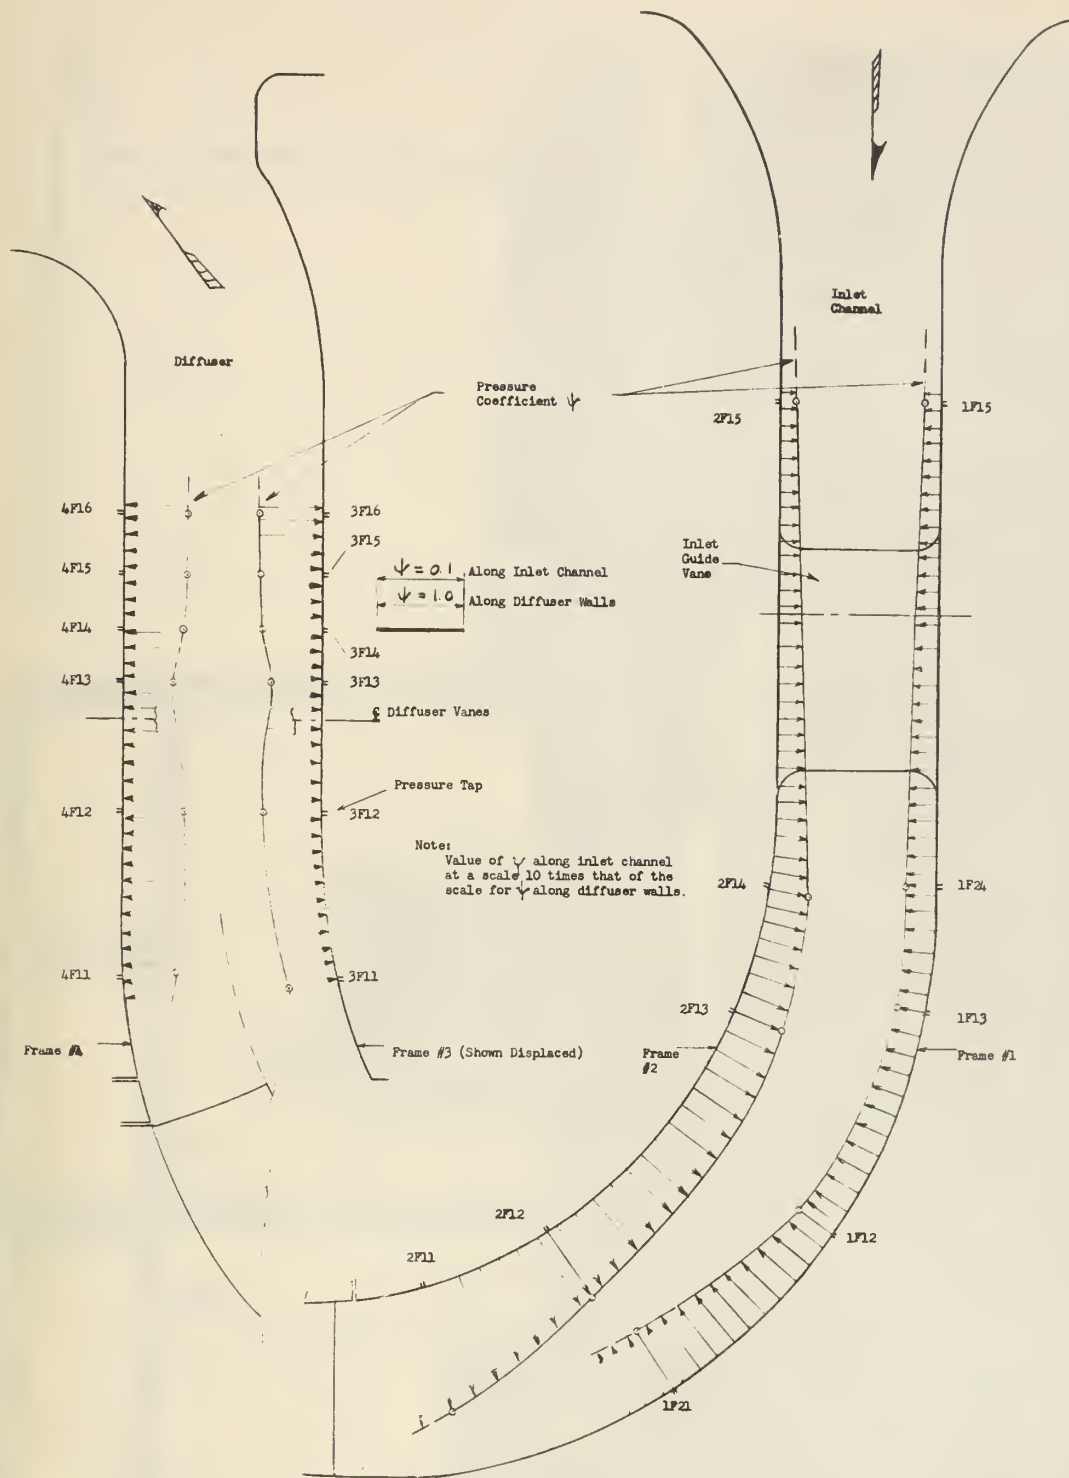 Inlet
Channel
Diffuser
Pressure
Coefficient ψ
2F15
1F15
4F16
3F16
3F15
4F15
ψ = 0.1 Along Inlet Channel
ψ = 1.0 Along Diffuser Walls
Inlet
Guide
Vane
4F14
3F14
4F13
3F13
℄ Diffuser Vanes
Pressure Tap
4F12
3F12
Note:
Value of ψ along inlet channel
at a scale 10 times that of the
scale for ψ along diffuser walls.
2F14
1F24
4F11
3F11
2F13
1F13
Frame #4
Frame #3 (Shown Displaced)
Frame
#2
Frame #1
2F12
1F12
2F11
1F21